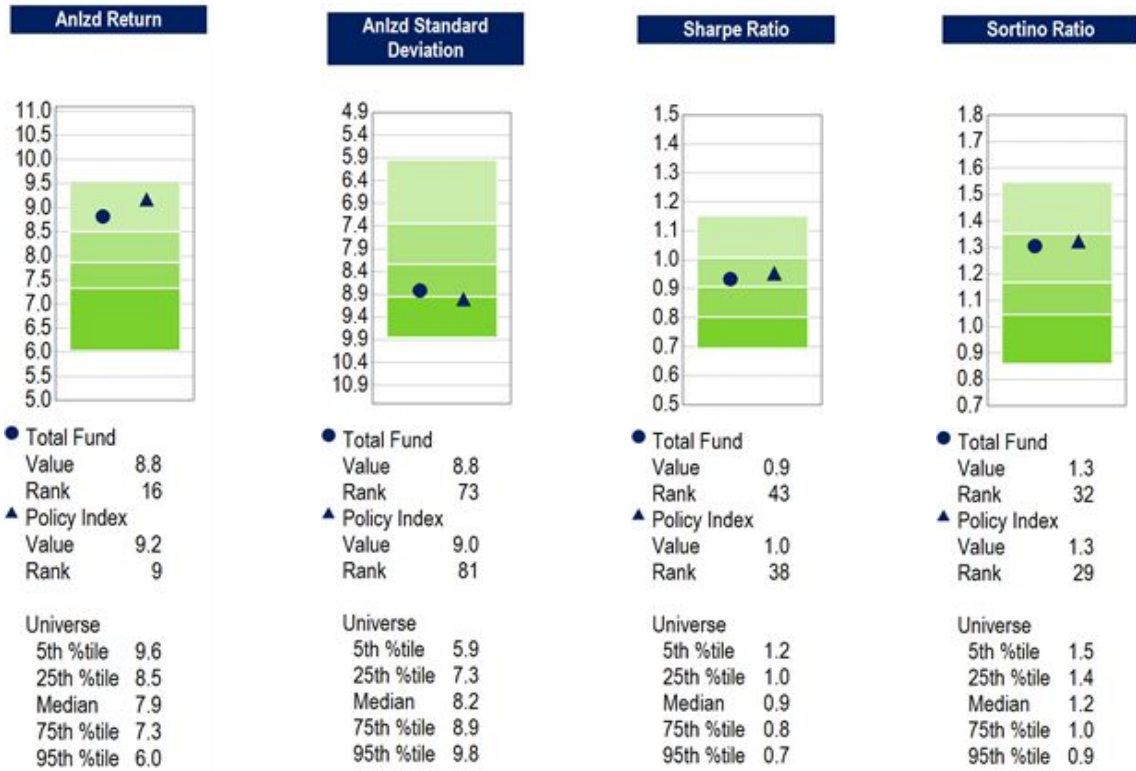 Anlzd Return
11.0
10.5
10.0
9.5
9.0
8.5
8.0
7.5
7.0
6.5
6.0
5.5
5.0
Total Fund
Value 8.8
Rank 16
Policy Index
Value 9.2
Rank 9
Universe
5th %tile 9.6
25th %tile 8.5
Median 7.9
75th %tile 7.3
95th %tile 6.0
Anlzd Standard
Deviation
4.9
5.4
5.9
6.4
6.9
7.4
7.9
8.4
8.9
9.4
9.9
10.4
10.9
Total Fund
Value 8.8
Rank 73
Policy Index
Value 9.0
Rank 81
Universe
5th %tile 5.9
25th %tile 7.3
Median 8.2
75th %tile 8.9
95th %tile 9.8
Sharpe Ratio
1.5
1.4
1.3
1.2
1.1
1.0
0.9
0.8
0.7
0.6
0.5
Total Fund
Value 0.9
Rank 43
Policy Index
Value 1.0
Rank 38
Universe
5th %tile 1.2
25th %tile 1.0
Median 0.9
75th %tile 0.8
95th %tile 0.7
Sortino Ratio
1.8
1.7
1.6
1.5
1.4
1.3
1.2
1.1
1.0
0.9
0.8
0.7
Total Fund
Value 1.3
Rank 32
Policy Index
Value 1.3
Rank 29
Universe
5th %tile 1.5
25th %tile 1.4
Median 1.2
75th %tile 1.0
95th %tile 0.9